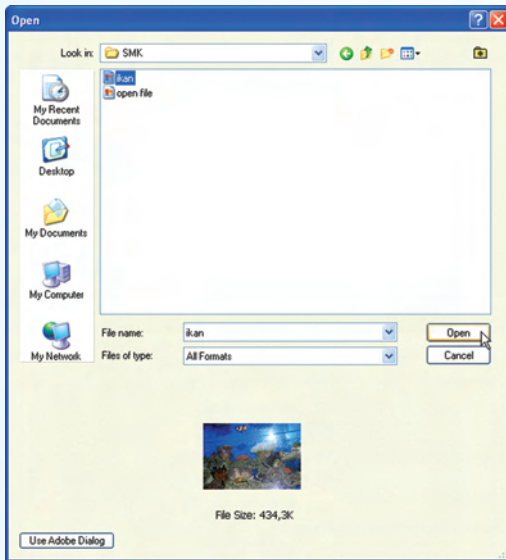 Open
Look in: SMK
ikan
open file
My Recent
Documents
Desktop
My Documents
My Computer
My Network
File name: ikan Open
Files of type: All Formats Cancel
File Size: 434,3K
Use Adobe Dialog